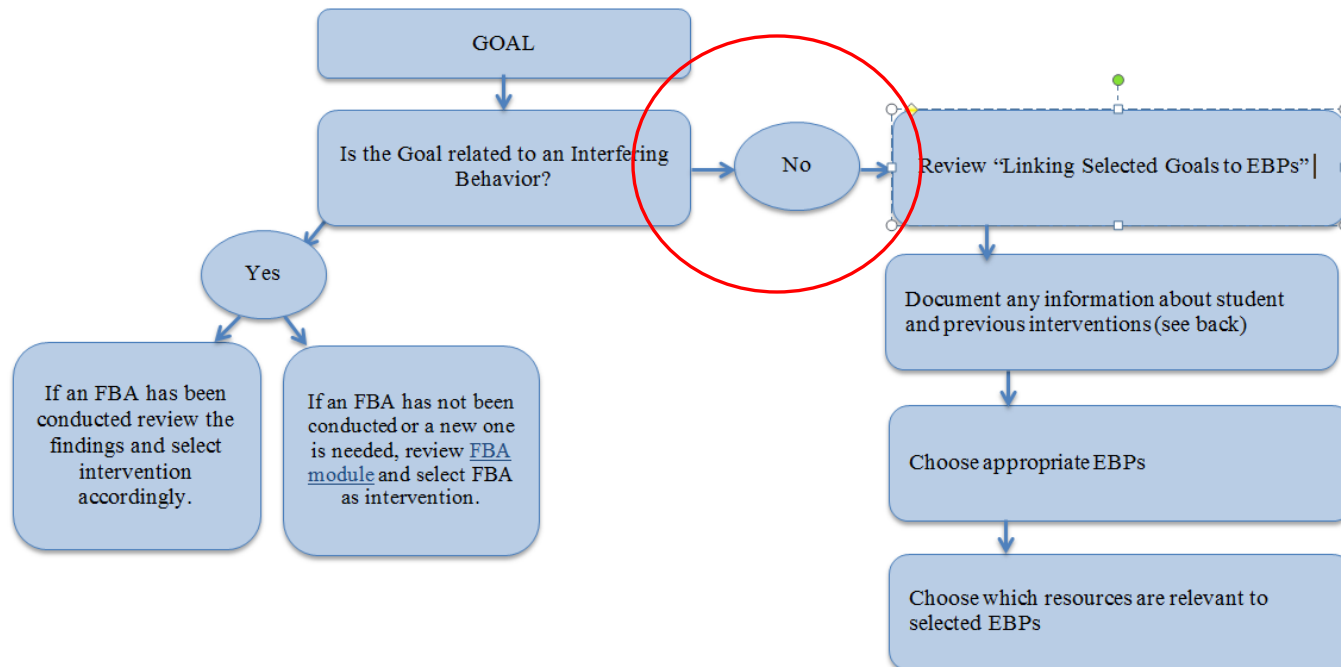 GOAL
Is the Goal related to an Interfering
Behavior?
No
Review “Linking Selected Goals to EBPs”
Yes
Document any information about student
and previous interventions (see back)
If an FBA has been
conducted review the
findings and select
intervention
accordingly.
If an FBA has not been
conducted or a new one
is needed, review FBA
module and select FBA
as intervention.
Choose appropriate EBPs
Choose which resources are relevant to
selected EBPs